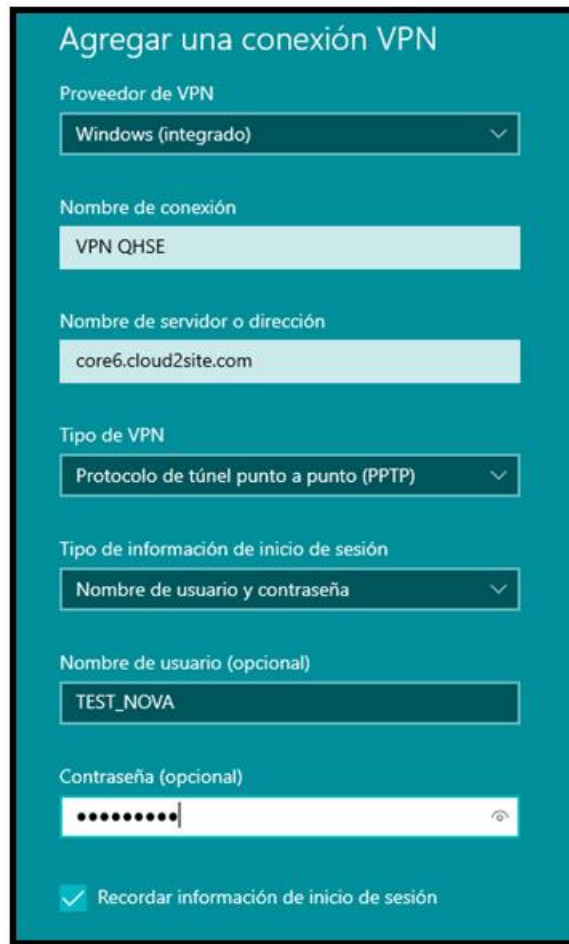 Agregar una conexión VPN
Proveedor de VPN
Windows (integrado)
Nombre de conexión
VPN QHSE
Nombre de servidor o dirección
core6.cloud2site.com
Tipo de VPN
Protocolo de túnel punto a punto (PPTP)
Tipo de información de inicio de sesión
Nombre de usuario y contraseña
Nombre de usuario (opcional)
TEST_NOVA
Contraseña (opcional)
•••••••••
Recordar información de inicio de sesión